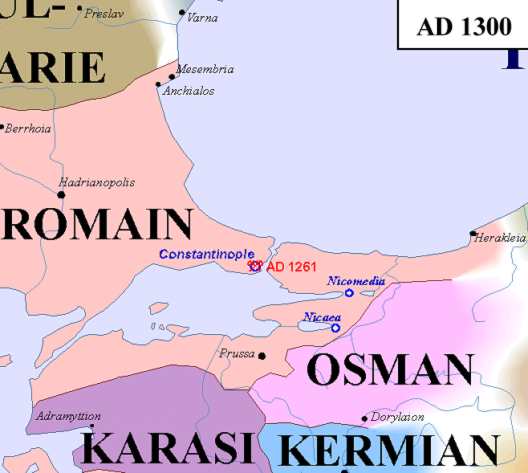 UL-
Preslav
Varna
AD 1300
ARIE
Mesembria
Anchialos
Berrhoia
Hadrianopolis
ROMAIN
Herakleia
Constantinople
AD 1261
Nicomedia
Nicaea
Prussa
OSMAN
Adramyttion
Dorylaion
KARASI
KERMIAN